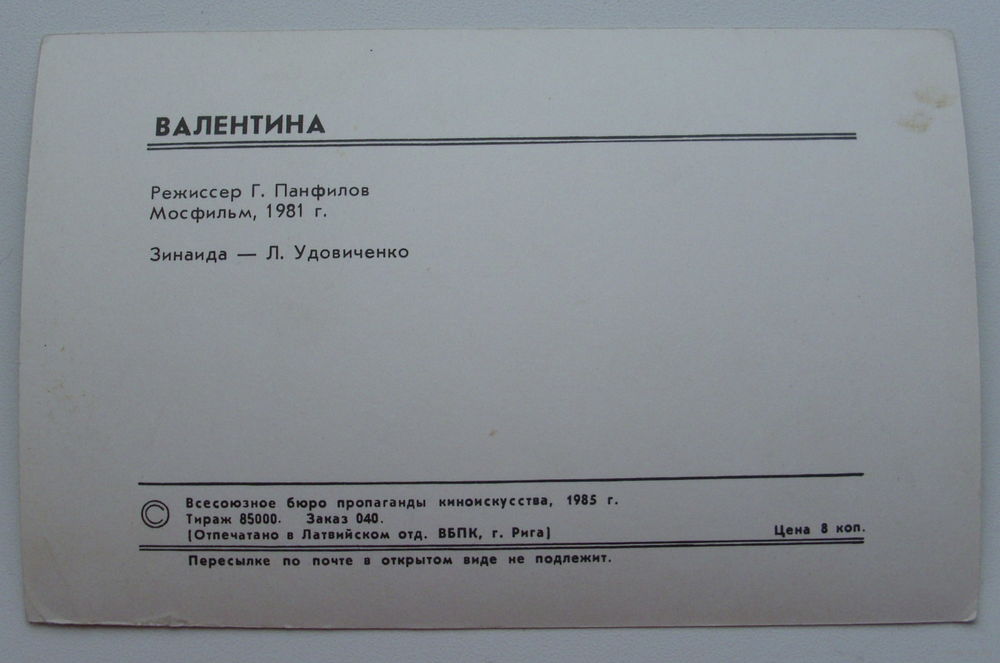 ВАЛЕНТИНА
Режиссер Г. Панфилов
Мосфильм, 1981 г.
Зинаида — Л. Удовиченко
© Всесоюзное бюро пропаганды киноискусства, 1985 г.
Тираж 85000. Заказ 040.
(Отпечатано в Латвийском отд. ВБПК, г. Рига)
Цена 8 коп.
Пересылке по почте в открытом виде не подлежит.